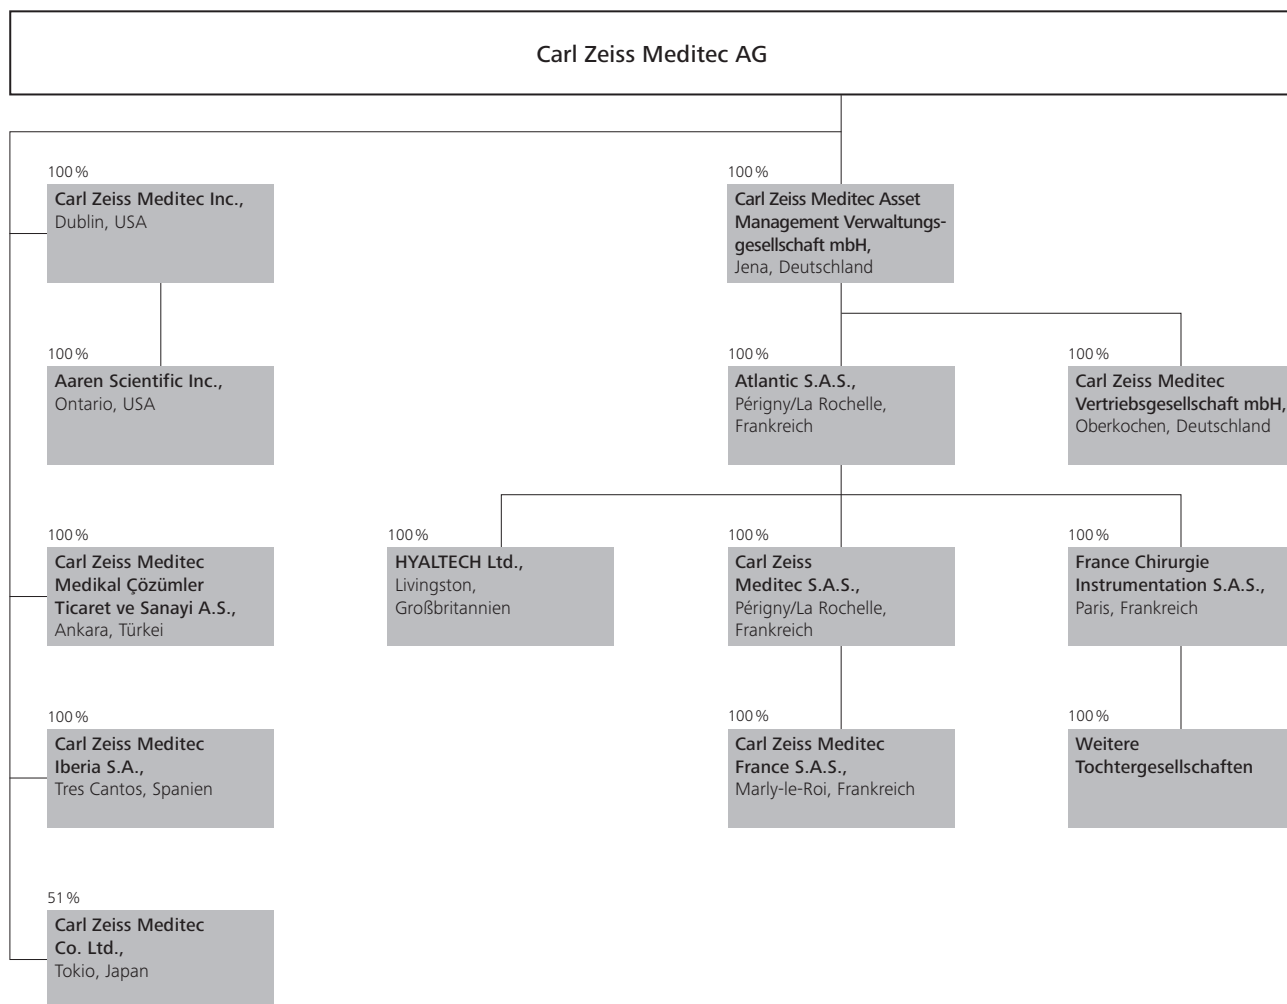 Carl Zeiss Meditec AG
100 %
Carl Zeiss Meditec Inc.,
Dublin, USA
100 %
Carl Zeiss Meditec Asset
Management Verwaltungs-
gesellschaft mbH,
Jena, Deutschland
100 %
Aaren Scientific Inc.,
Ontario, USA
100 %
Atlantic S.A.S.,
Périgny/La Rochelle,
Frankreich
100 %
Carl Zeiss Meditec
Vertriebsgesellschaft mbH,
Oberkochen, Deutschland
100 %
Carl Zeiss Meditec
Medikal Çözümler
Ticaret ve Sanayi A.S.,
Ankara, Türkei
100 %
HYALTECH Ltd.,
Livingston,
Großbritannien
100 %
Carl Zeiss
Meditec S.A.S.,
Périgny/La Rochelle,
Frankreich
100 %
France Chirurgie
Instrumentation S.A.S.,
Paris, Frankreich
100 %
Carl Zeiss Meditec
Iberia S.A.,
Tres Cantos, Spanien
100 %
Carl Zeiss Meditec
France S.A.S.,
Marly-le-Roi, Frankreich
100 %
Weitere
Tochtergesellschaften
51 %
Carl Zeiss Meditec
Co. Ltd.,
Tokio, Japan